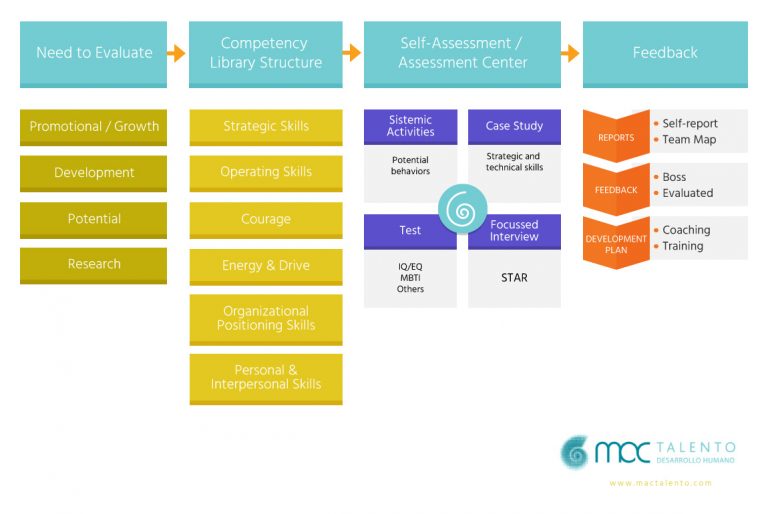 Need to Evaluate
Competency
Library Structure
Self-Assessment /
Assessment Center
Feedback
Promotional / Growth
Development
Potential
Research
Strategic Skills
Operating Skills
Courage
Energy & Drive
Organizational
Positioning Skills
Personal &
Interpersonal Skills
Sistemic
Activities
Potential
behaviors
Case Study
Strategic and
technical skills
Test
IQ/EQ
MBTI
Others
Focussed
Interview
STAR
REPORTS
• Self-report
• Team Map
FEEDBACK
• Boss
• Evaluated
DEVELOPMENT
PLAN
• Coaching
• Training
mac TALENTO
DESARROLLO HUMANO
www.mactalento.com